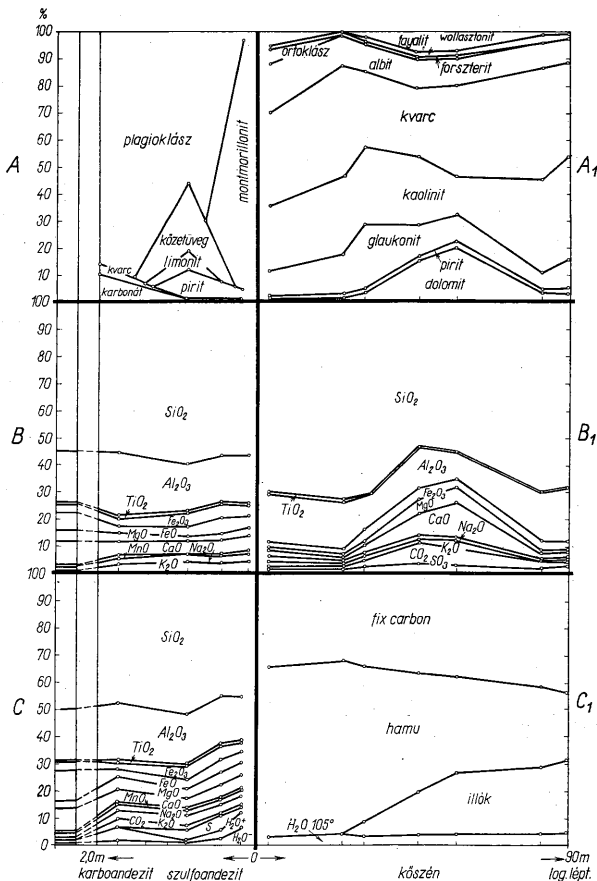 %
100
90
80
70
60
50
40
30
20
10
100
90
80
70
60
50
40
30
20
10
100
90
80
70
60
50
40
30
20
10
0
A
plagioklász
montmorillonit
kőzetüveg
limonit
pirit
kvarc
karbonát
A₁
ortoklász
fayalit
wollasztonit
albit
forszterit
kvarc
kaolinit
glaukonit
pirit
dolomit
B
SiO₂
Al₂O₃
TiO₂
Fe₂O₃
MgO
FeO
MnO
CaO
Na₂O
K₂O
B₁
SiO₂
Al₂O₃
TiO₂
Fe₂O₃
MgO
CaO
Na₂O
K₂O
CO₂
SO₃
C
SiO₂
Al₂O₃
TiO₂
Fe₂O₃
FeO
MgO
MnO
CaO
Na₂O
CO₂
K₂O
S
H₂O⁺
H₂O⁻
C₁
fix carbon
hamu
illók
H₂O 105°
2,0m
0
90m
karboandezit
szulfoandezit
kőszén
log.lépt.